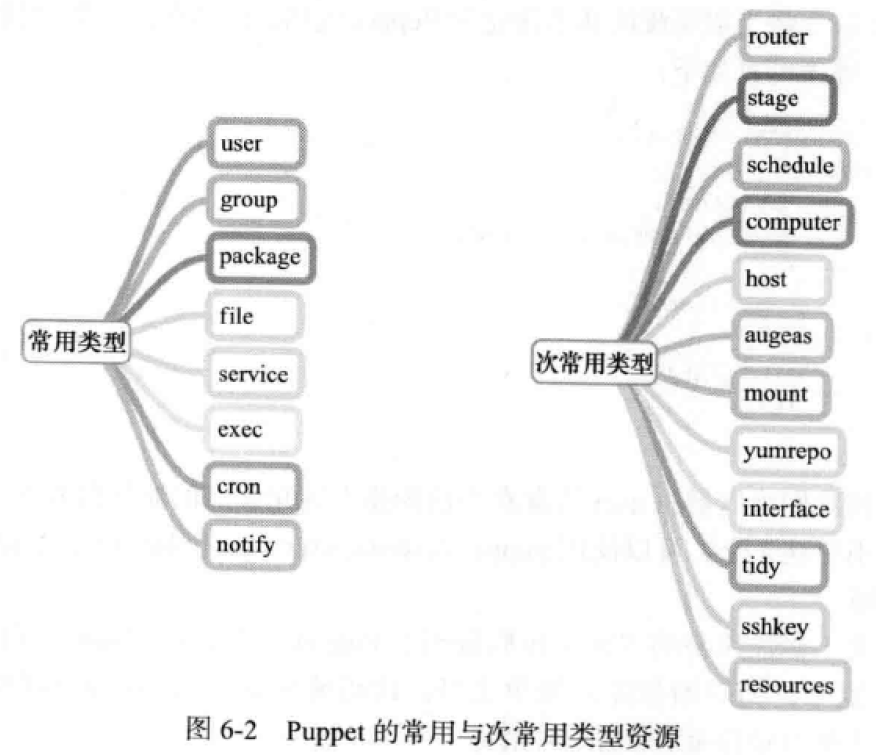 常用类型
user
group
package
file
service
exec
cron
notify
次常用类型
router
stage
schedule
computer
host
augeas
mount
yumrepo
interface
tidy
sshkey
resources
图 6-2 Puppet 的常用与次常用类型资源